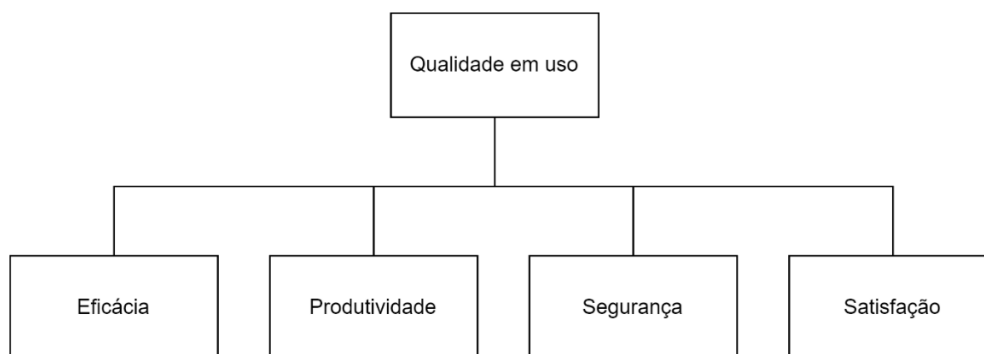 Qualidade em uso
Eficácia
Produtividade
Segurança
Satisfação